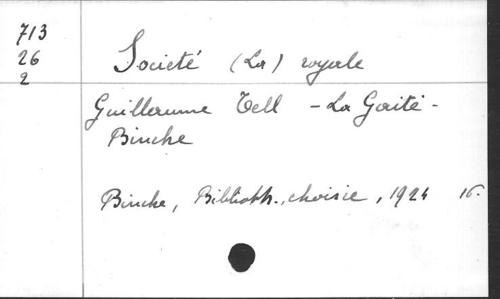 713
26
2
Société (La) royale
Guillaume Tell - La Gaité -
Binche
Binche, Biblioth., choisie, 1924 16.